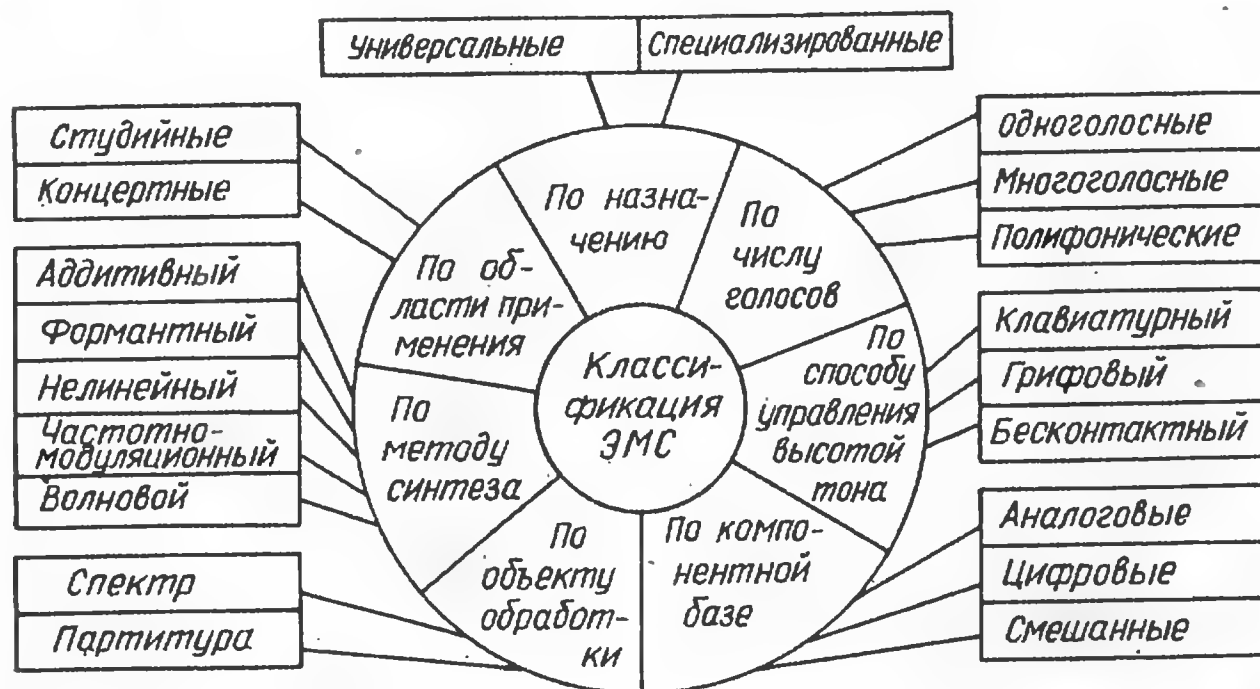 Универсальные
Специализированные
Студийные
Концертные
Аддитивный
Формантный
Нелинейный
Частотно-
модуляционный
Волновой
Спектр
Партитура
По назна-
чению
По
числу
голосов
По об-
ласти при-
менения
Класси-
фикация
ЭМС
По
способу
управления
высотой
тона
По
методу
синтеза
По
объекту
обработ-
ки
По компо-
нентной
базе
Одноголосные
Многоголосные
Полифонические
Клавиатурный
Грифовый
Бесконтактный
Аналоговые
Цифровые
Смешанные